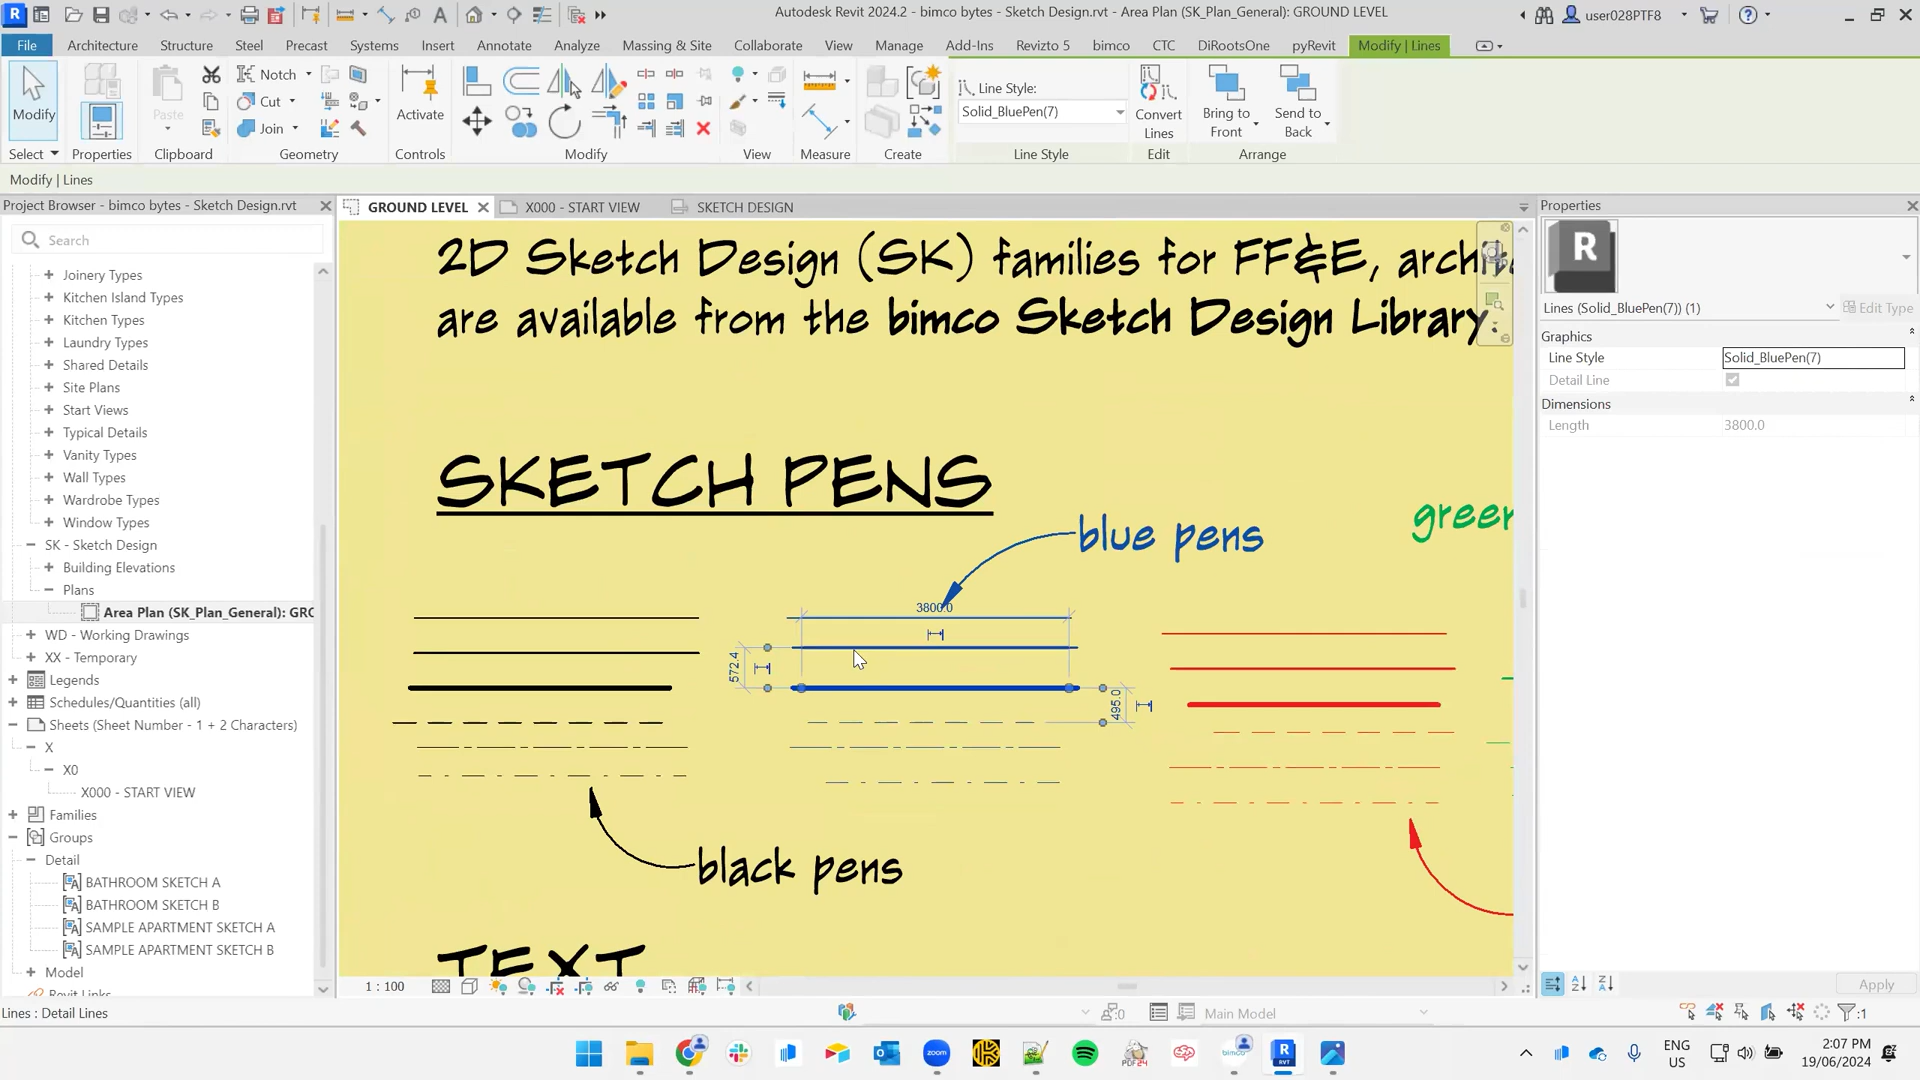 Autodesk Revit 2024.2 - bimco bytes - Sketch Design.rvt - Area Plan (SK_Plan_General): GROUND LEVEL
user028PTF8
File Architecture Structure Steel Precast Systems Insert Annotate Analyze Massing & Site Collaborate View Manage Add-Ins Revizto 5 bimco CTC DiRootsOne pyRevit Modify | Lines
Modify
Paste
Notch
Cut
Join
Activate
Line Style:
Solid_BluePen(7)
Convert
Lines
Bring to
Front
Send to
Back
Select Properties Clipboard Geometry Controls Modify View Measure Create Line Style Edit Arrange
Modify | Lines
Project Browser - bimco bytes - Sketch Design.rvt
Search
Joinery Types
Kitchen Island Types
Kitchen Types
Laundry Types
Shared Details
Site Plans
Start Views
Typical Details
Vanity Types
Wall Types
Wardrobe Types
Window Types
SK - Sketch Design
Building Elevations
Plans
Area Plan (SK_Plan_General): GRC
WD - Working Drawings
XX - Temporary
Legends
Schedules/Quantities (all)
Sheets (Sheet Number - 1 + 2 Characters)
X
X0
X000 - START VIEW
Families
Groups
Detail
BATHROOM SKETCH A
BATHROOM SKETCH B
SAMPLE APARTMENT SKETCH A
SAMPLE APARTMENT SKETCH B
Model
Revit Links
GROUND LEVEL
X000 - START VIEW
SKETCH DESIGN
2D Sketch Design (SK) families for FF&E, archite
are available from the bimco Sketch Design Library.
SKETCH PENS
blue pens
green
3800.0
572.4
495.0
black pens
TEXT
1 : 100
Properties
R
Lines (Solid_BluePen(7)) (1)
Edit Type
Graphics
Line Style Solid_BluePen(7)
Detail Line
Dimensions
Length 3800.0
Apply
Lines : Detail Lines
:0
Main Model
:1
zoom
PDF24
bimco
R
RVT
ENG
US
2:07 PM
19/06/2024